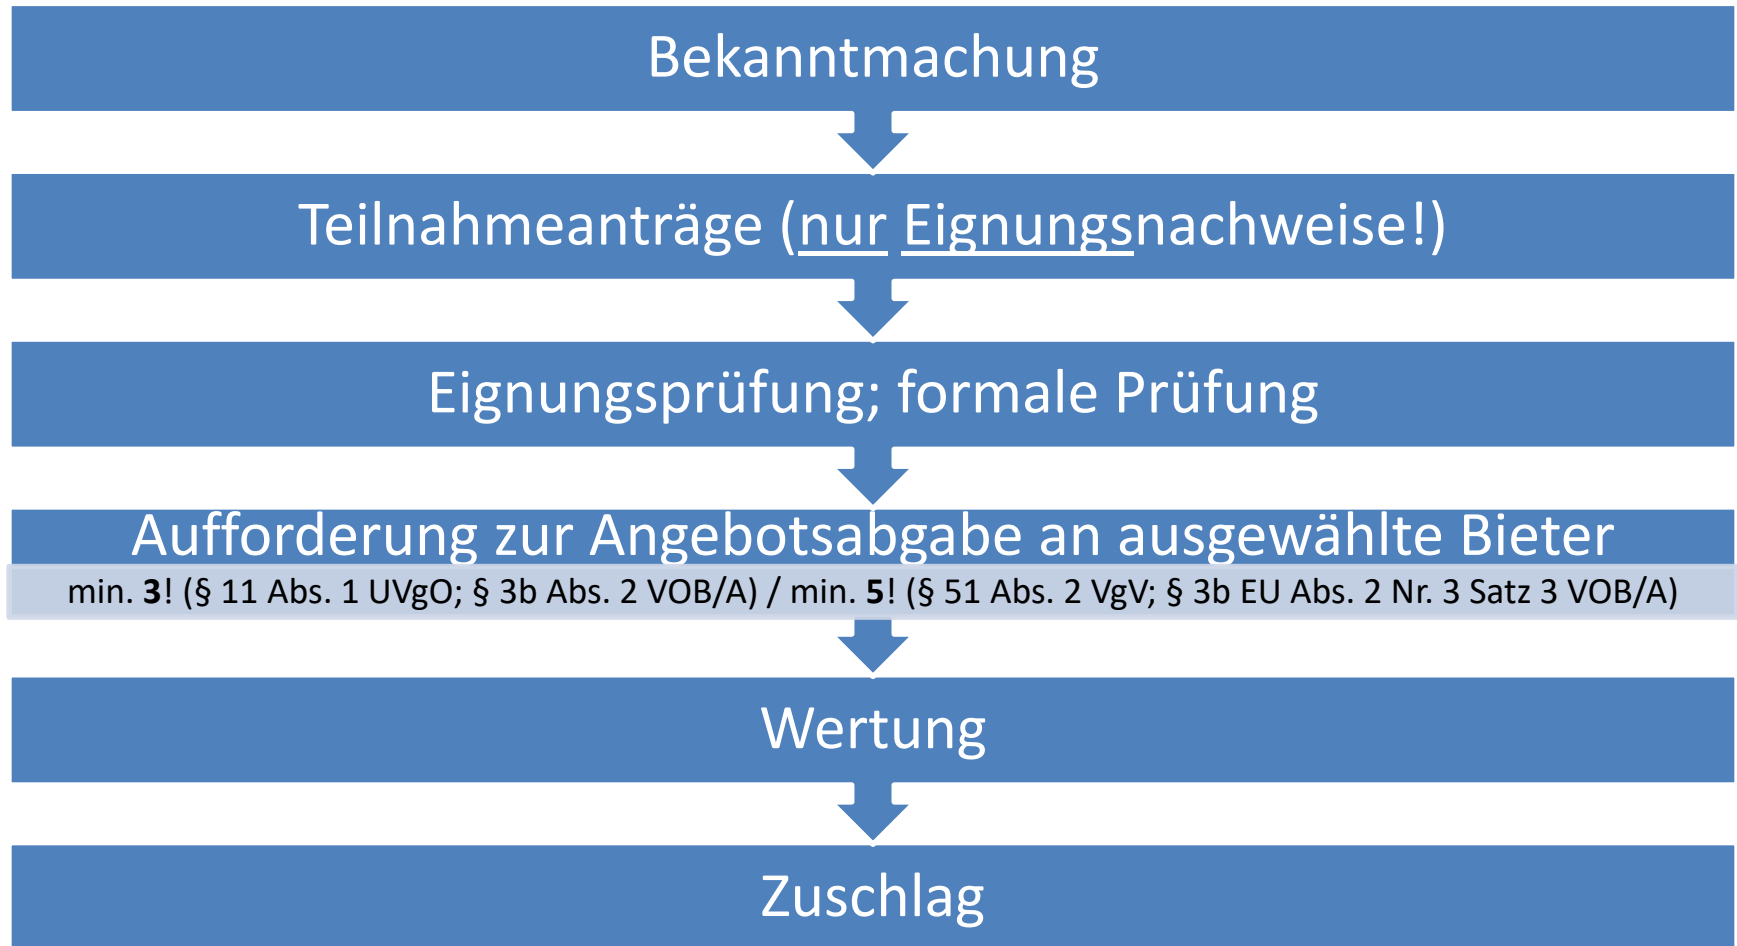 Bekanntmachung
Teilnahmeanträge (nur Eignungsnachweise!)
Eignungsprüfung; formale Prüfung
Aufforderung zur Angebotsabgabe an ausgewählte Bieter
min. 3! (§ 11 Abs. 1 UVgO; § 3b Abs. 2 VOB/A) / min. 5! (§ 51 Abs. 2 VgV; § 3b EU Abs. 2 Nr. 3 Satz 3 VOB/A)
Wertung
Zuschlag